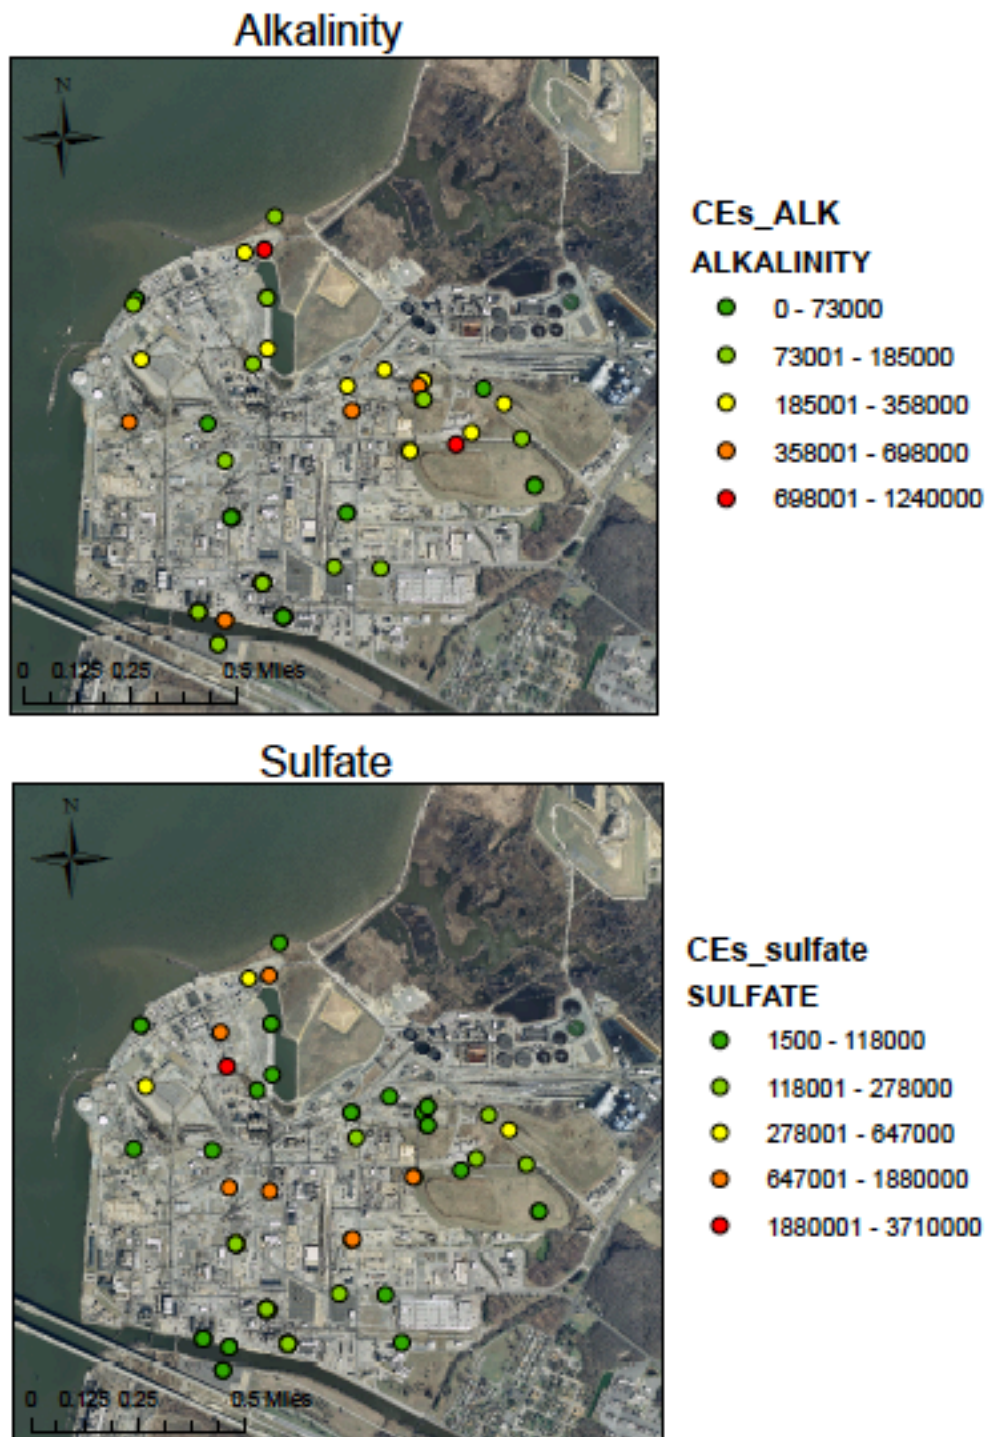 Alkalinity
N
CEs_ALK
ALKALINITY
0 - 73000
73001 - 185000
185001 - 358000
358001 - 698000
698001 - 1240000
0 0.125 0.25 0.5 Miles
Sulfate
N
CEs_sulfate
SULFATE
1500 - 118000
118001 - 278000
278001 - 647000
647001 - 1880000
1880001 - 3710000
0 0.125 0.25 0.5 Miles